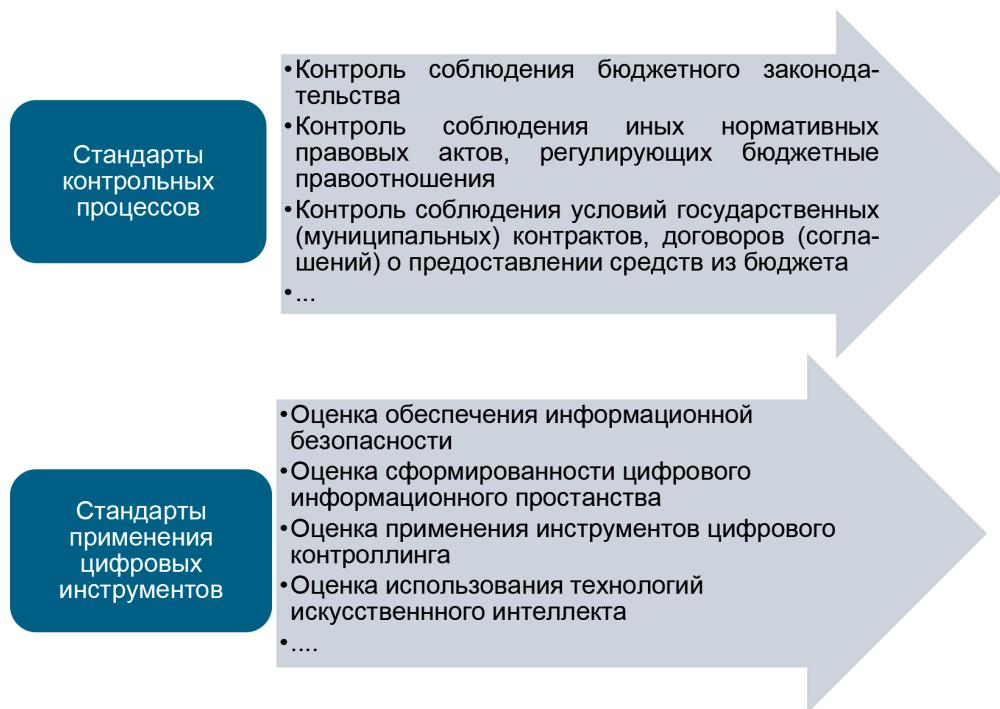 Стандарты
контрольных
процессов
•Контроль соблюдения бюджетного законода-
тельства
•Контроль соблюдения иных нормативных
правовых актов, регулирующих бюджетные
правоотношения
•Контроль соблюдения условий государственных
(муниципальных) контрактов, договоров (согла-
шений) о предоставлении средств из бюджета
•...
Стандарты
применения
цифровых
инструментов
•Оценка обеспечения информационной
безопасности
•Оценка сформированности цифрового
информационного простанства
•Оценка применения инструментов цифрового
контроллинга
•Оценка использования технологий
искусственнного интеллекта
•....